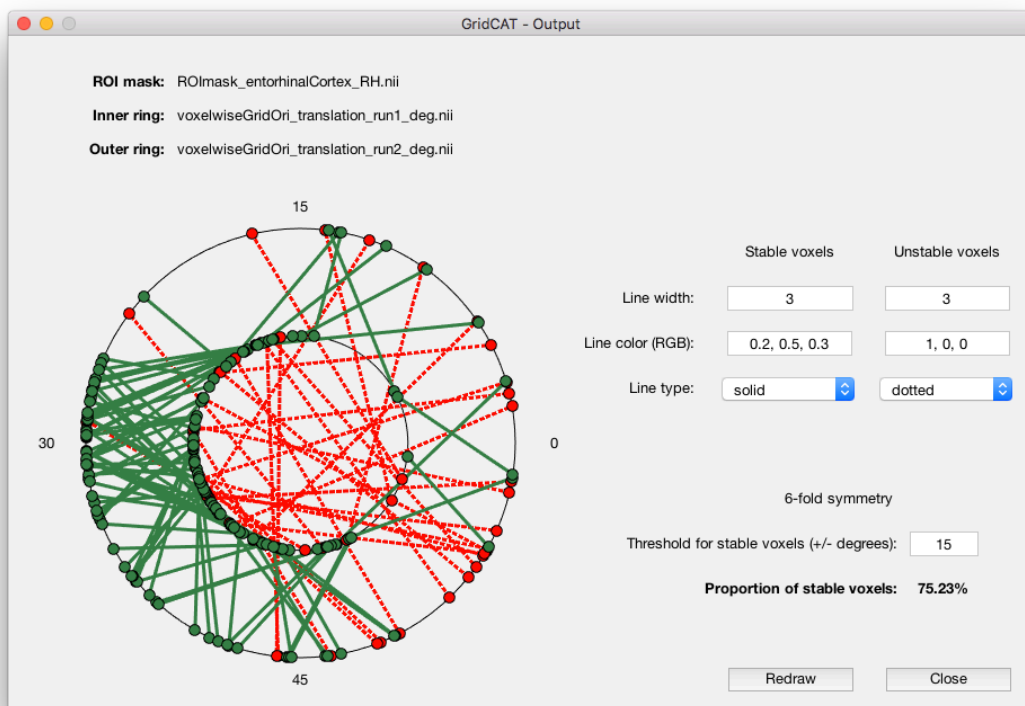 GridCAT - Output
ROI mask: ROImask_entorhinalCortex_RH.nii
Inner ring: voxelwiseGridOri_translation_run1_deg.nii
Outer ring: voxelwiseGridOri_translation_run2_deg.nii
15
30
0
45
Stable voxels Unstable voxels
Line width: 3 3
Line color (RGB): 0.2, 0.5, 0.3 1, 0, 0
Line type: solid dotted
6-fold symmetry
Threshold for stable voxels (+/- degrees): 15
Proportion of stable voxels: 75.23%
Redraw Close